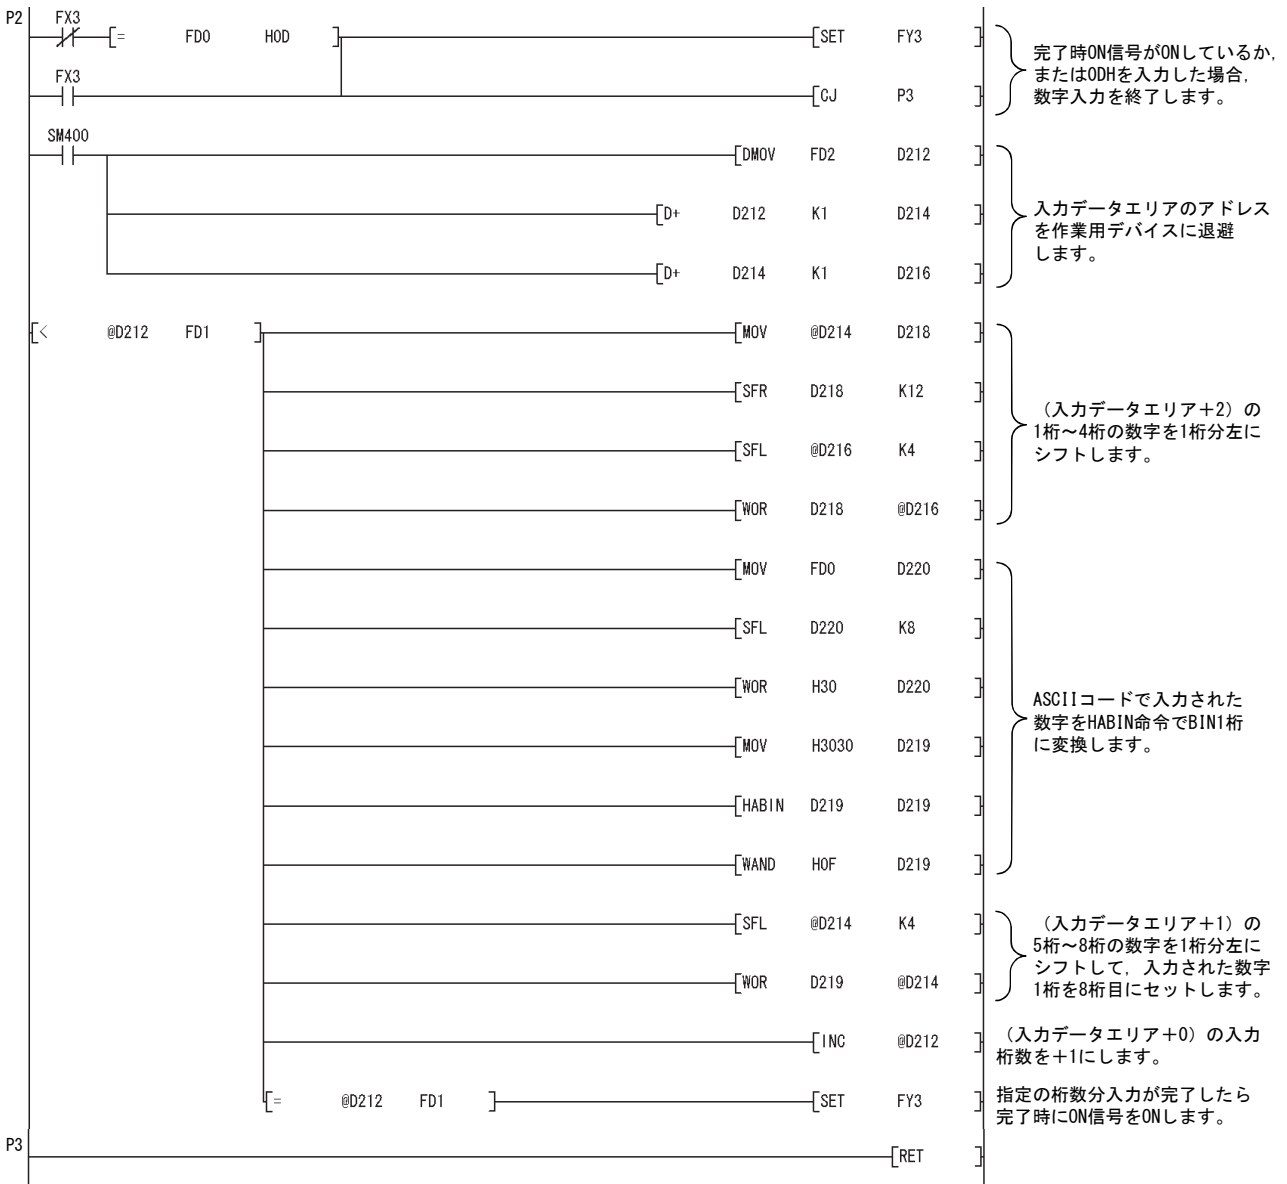 P2
FX3
[= FD0 H0D ]
[SET FY3 ]
FX3
[CJ P3 ]
完了時ON信号がONしているか,
または0DHを入力した場合,
数字入力を終了します。
SM400
[DMOV FD2 D212 ]
[D+ D212 K1 D214 ]
[D+ D214 K1 D216 ]
入力データエリアのアドレス
を作業用デバイスに退避
します。
[< @D212 FD1 ]
[MOV @D214 D218 ]
[SFR D218 K12 ]
[SFL @D216 K4 ]
[WOR D218 @D216 ]
(入力データエリア+2)の
1桁~4桁の数字を1桁分左に
シフトします。
[MOV FD0 D220 ]
[SFL D220 K8 ]
[WOR H30 D220 ]
[MOV H3030 D219 ]
[HABIN D219 D219 ]
[WAND H0F D219 ]
ASCIIコードで入力された
数字をHABIN命令でBIN1桁
に変換します。
[SFL @D214 K4 ]
[WOR D219 @D214 ]
(入力データエリア+1)の
5桁~8桁の数字を1桁分左に
シフトして,入力された数字
1桁を8桁目にセットします。
[INC @D212 ]
(入力データエリア+0)の入力
桁数を+1にします。
[= @D212 FD1 ]
[SET FY3 ]
指定の桁数分入力が完了したら
完了時にON信号をONします。
P3
[RET ]